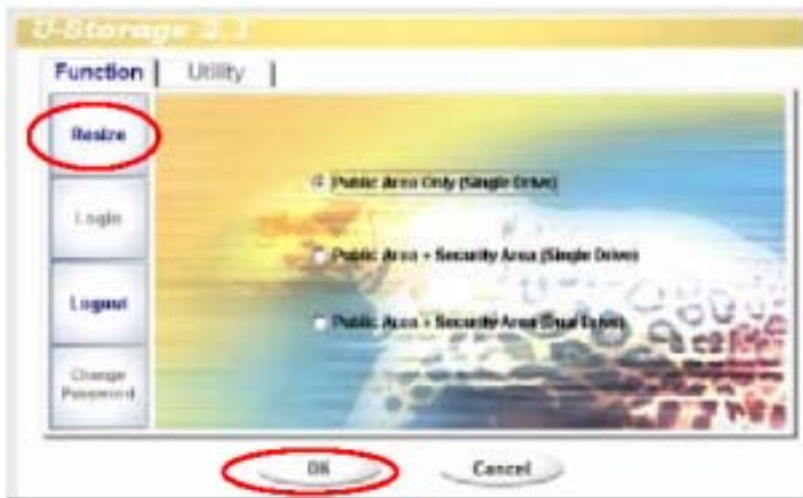 U-Storage 2.1
Function | Utility |
Resize
Login
Logout
Change
Password
Public Area Only (Single Drive)
Public Area + Security Area (Single Drive)
Public Area + Security Area (Dual Drive)
OK
Cancel